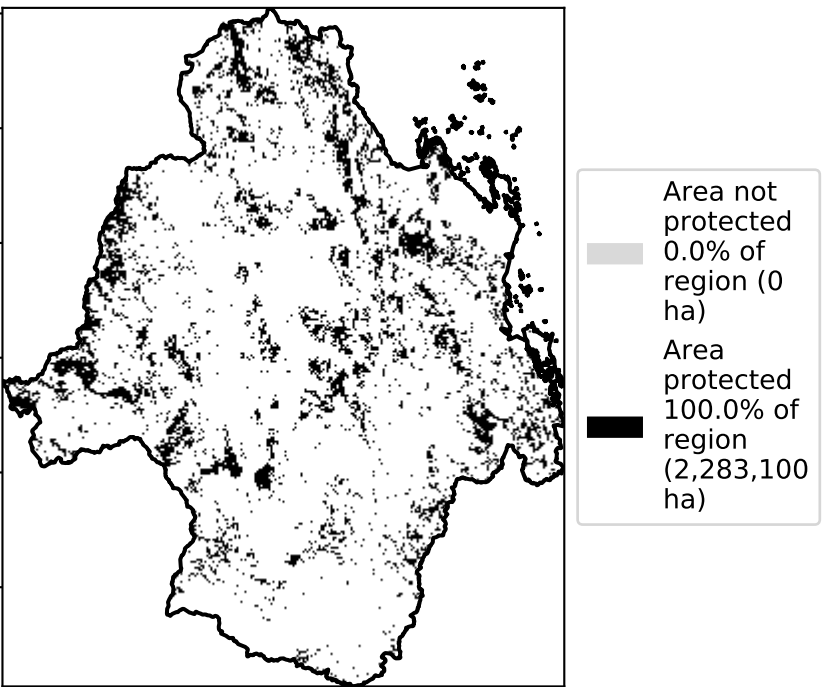 Area not
protected
0.0% of
region (0
ha)
Area
protected
100.0% of
region
(2,283,100
ha)